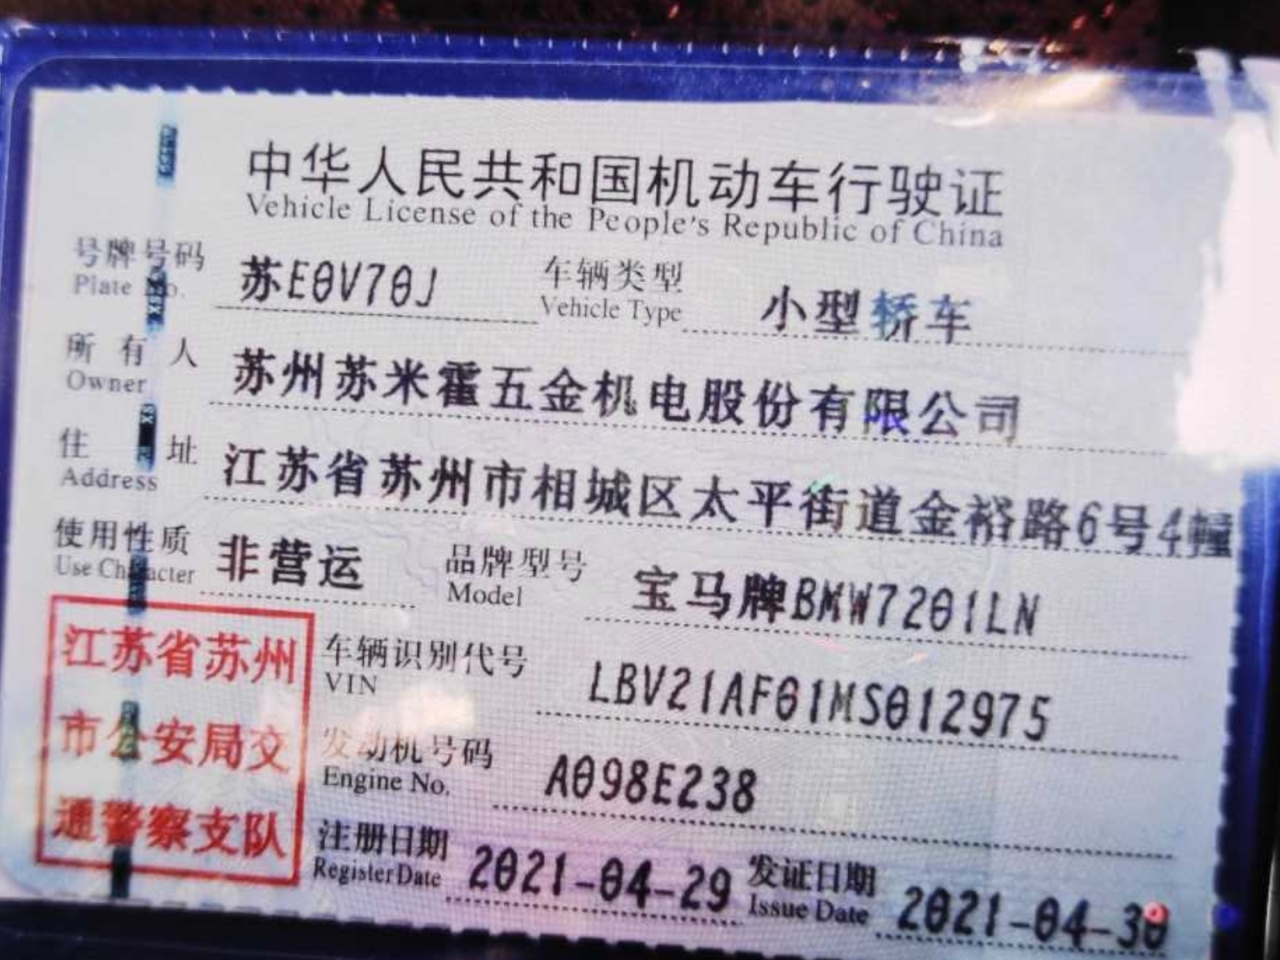 中华人民共和国机动车行驶证
Vehicle License of the People's Republic of China
号牌号码 苏E0V70J 车辆类型 小型轿车
Plate No. Vehicle Type
所有人 苏州苏米霍五金机电股份有限公司
Owner
住址 江苏省苏州市相城区太平街道金裕路6号4幢
Address
使用性质 非营运 品牌型号 宝马牌BMW7201LN
Use Character Model
江苏省苏州
市公安局交
通警察支队
车辆识别代号 LBV21AF01MS012975
VIN
发动机号码 A098E238
Engine No.
注册日期 2021-04-29 发证日期 2021-04-30
Register Date Issue Date